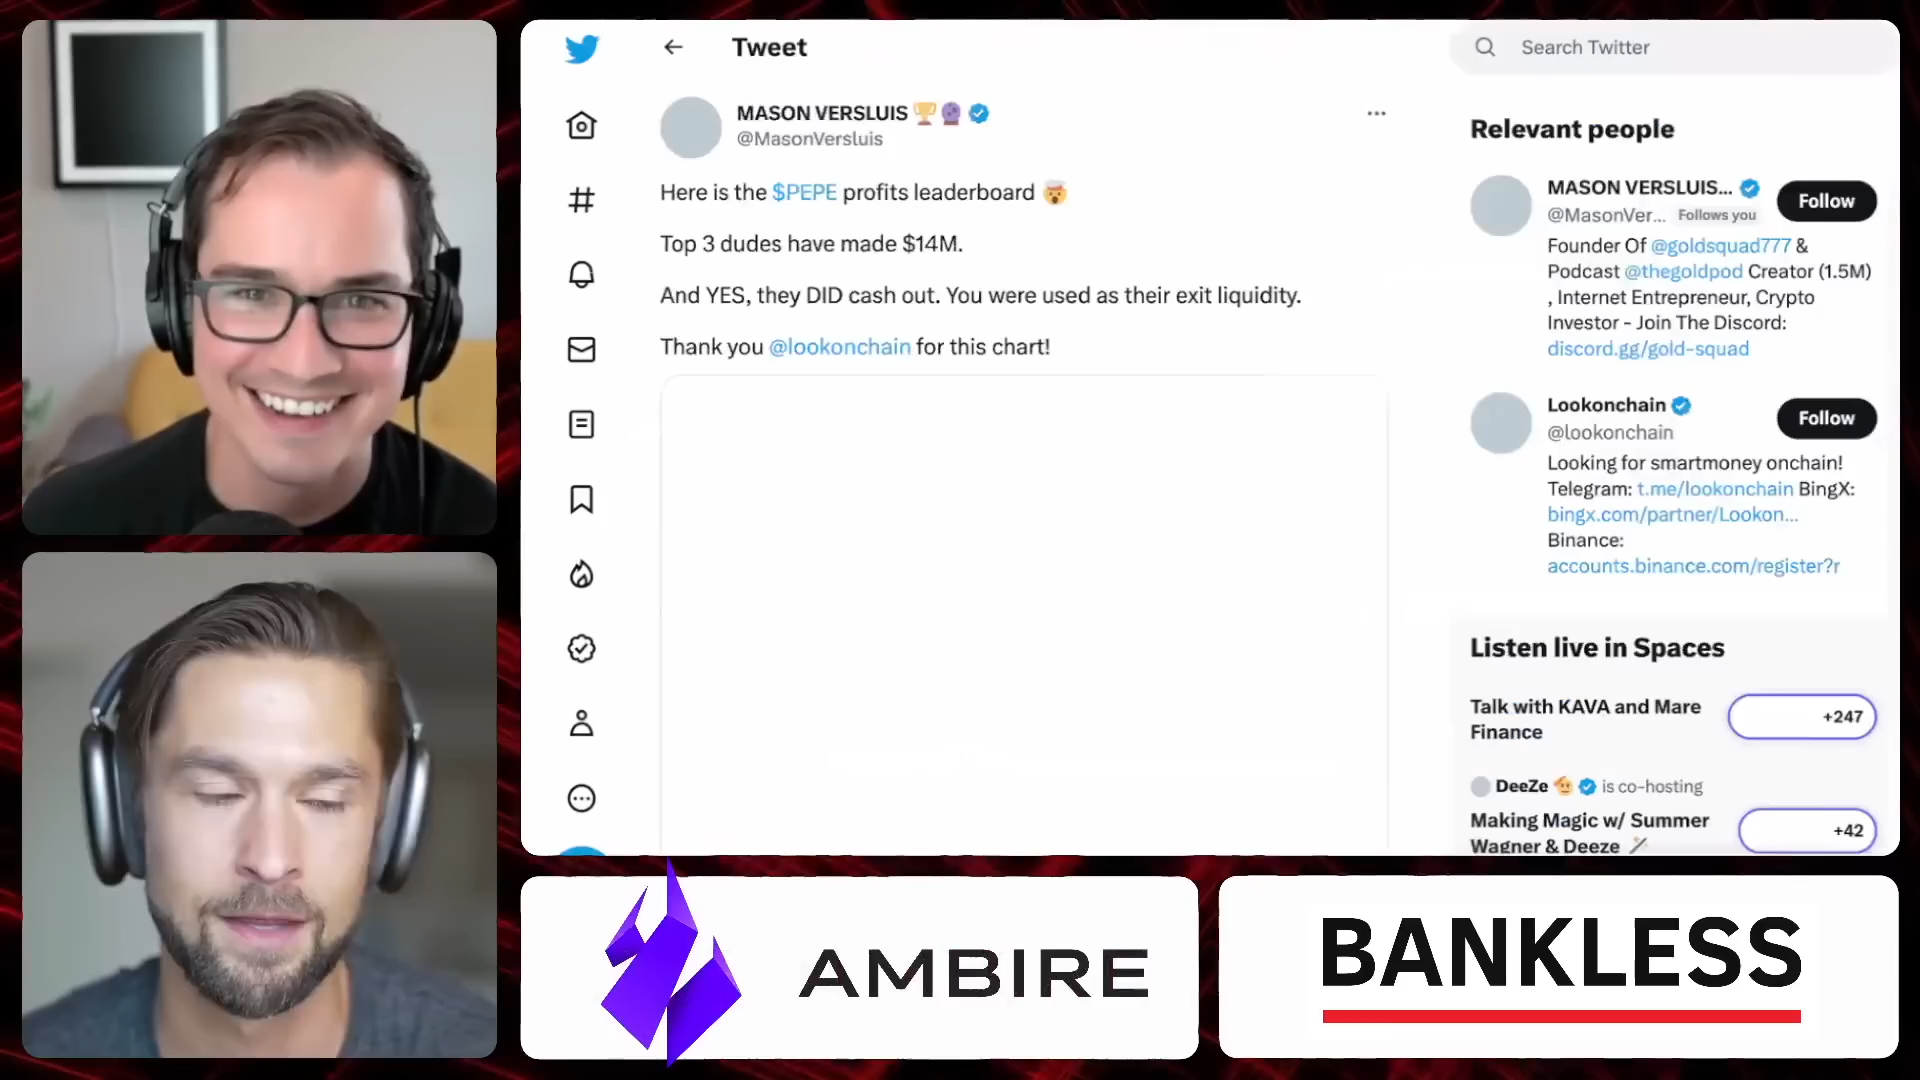 Tweet
MASON VERSLUIS 🏆🔮
@MasonVersluis
Here is the $PEPE profits leaderboard 🤯
Top 3 dudes have made $14M.
And YES, they DID cash out. You were used as their exit liquidity.
Thank you @lookonchain for this chart!
Search Twitter
Relevant people
MASON VERSLUIS...
@MasonVer... Follows you
Follow
Founder Of @goldsquad777 &
Podcast @thegoldpod Creator (1.5M)
, Internet Entrepreneur, Crypto
Investor - Join The Discord:
discord.gg/gold-squad
Lookonchain
@lookonchain
Follow
Looking for smartmoney onchain!
Telegram: t.me/lookonchain BingX:
bingx.com/partner/Lookon...
Binance:
accounts.binance.com/register?r
Listen live in Spaces
Talk with KAVA and Mare
Finance
+247
DeeZe is co-hosting
Making Magic w/ Summer
Wagner & Deeze 🪄
+42
AMBIRE
BANKLESS